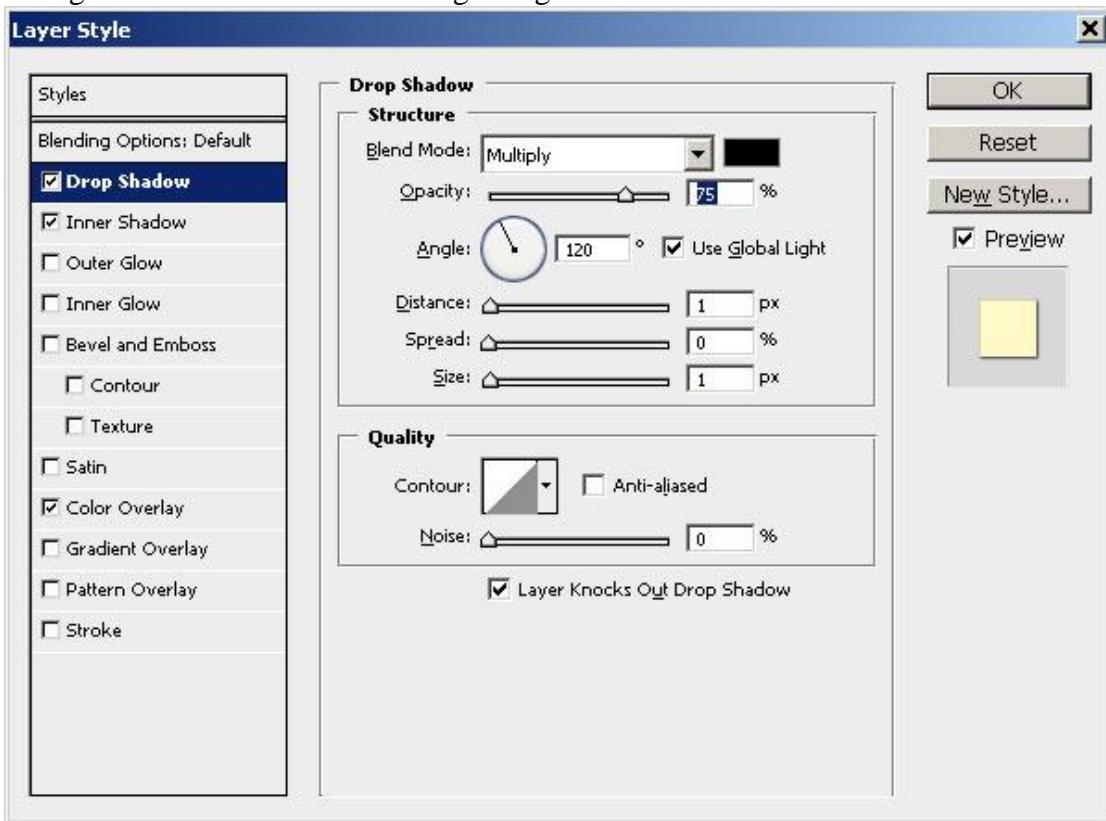 Layer Style
Styles
Blending Options: Default
Drop Shadow
Inner Shadow
Outer Glow
Inner Glow
Bevel and Emboss
Contour
Texture
Satin
Color Overlay
Gradient Overlay
Pattern Overlay
Stroke
Drop Shadow
Structure
Blend Mode: Multiply
Opacity: 75 %
Angle: 120 ° Use Global Light
Distance: 1 px
Spread: 0 %
Size: 1 px
Quality
Contour: Anti-aliased
Noise: 0 %
Layer Knocks Out Drop Shadow
OK
Reset
New Style...
Preview